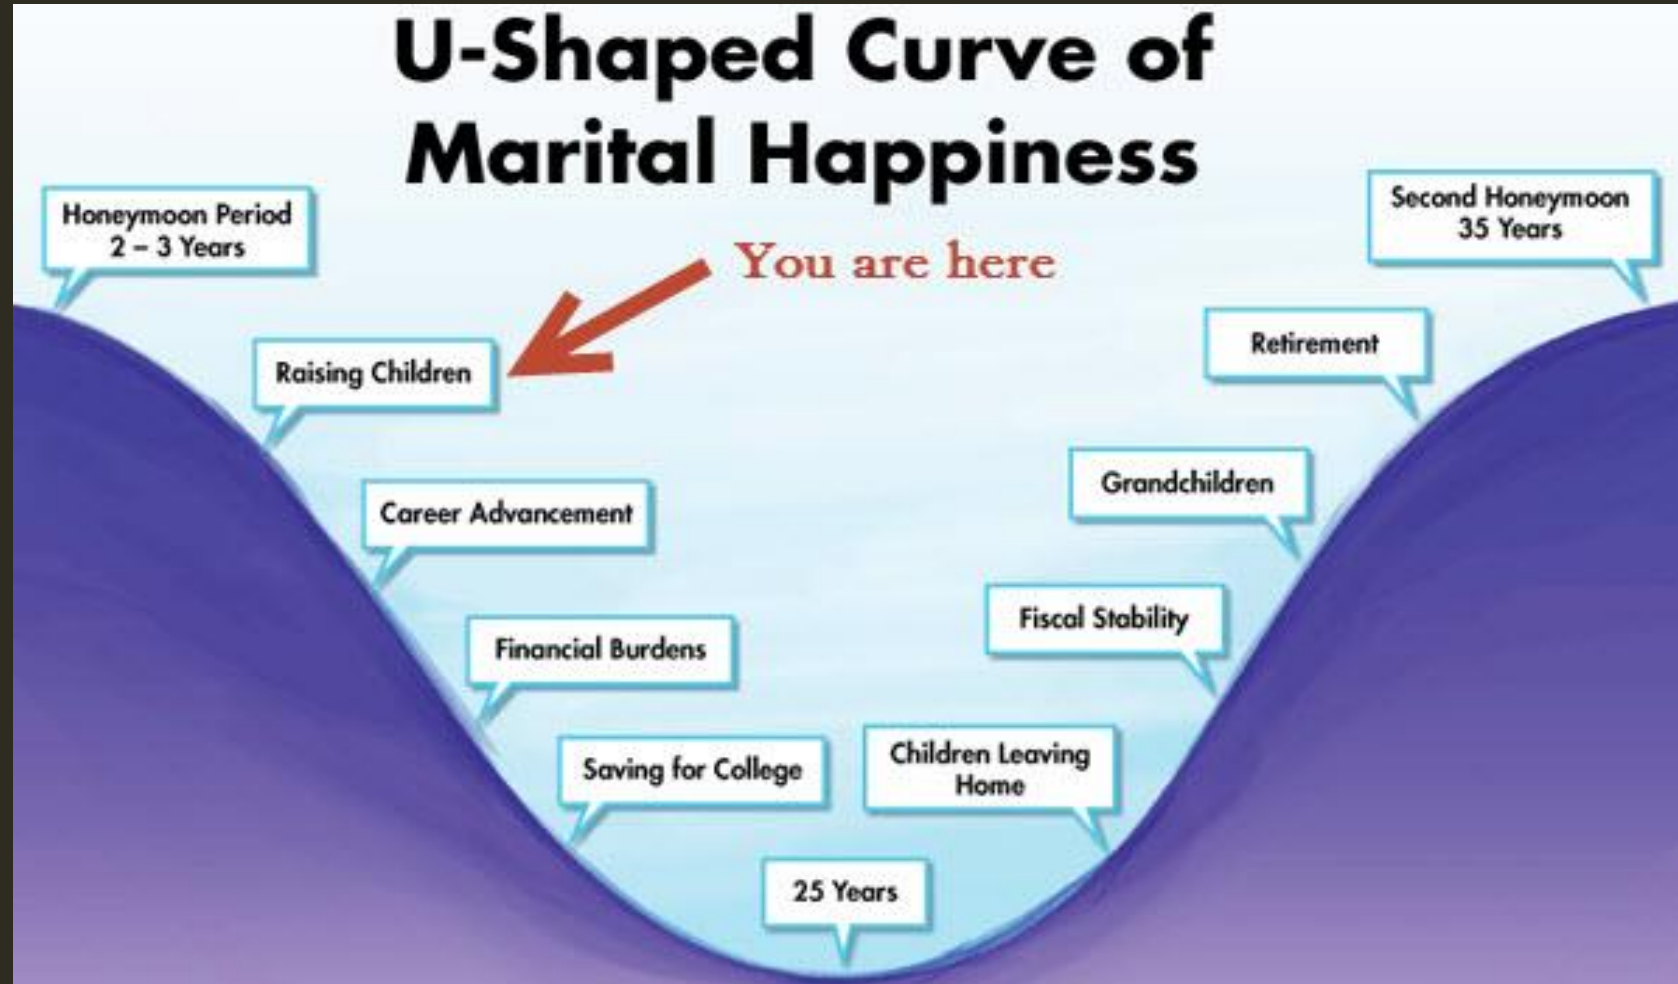 U-Shaped Curve of
Marital Happiness
Honeymoon Period
2 – 3 Years
You are here
Raising Children
Career Advancement
Financial Burdens
Saving for College
25 Years
Children Leaving
Home
Fiscal Stability
Grandchildren
Retirement
Second Honeymoon
35 Years